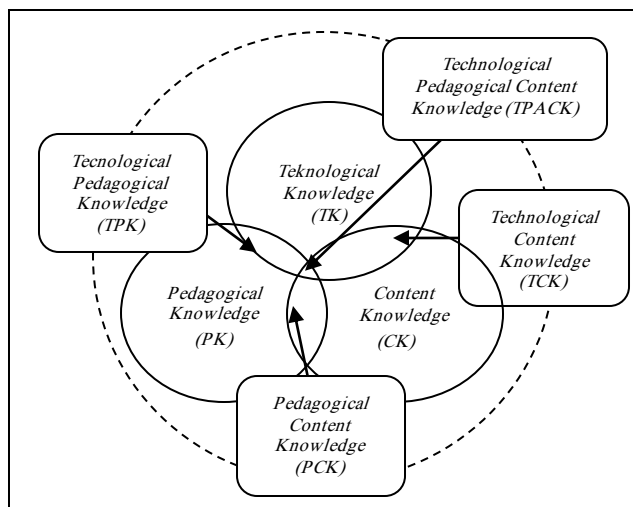 Technological
Pedagogical Content
Knowledge (TPACK)
Tecnological
Pedagogical
Knowledge
(TPK)
Teknological
Knowledge
(TK)
Technological
Content
Knowledge
(TCK)
Pedagogical
Knowledge
(PK)
Content
Knowledge
(CK)
Pedagogical
Content
Knowledge
(PCK)